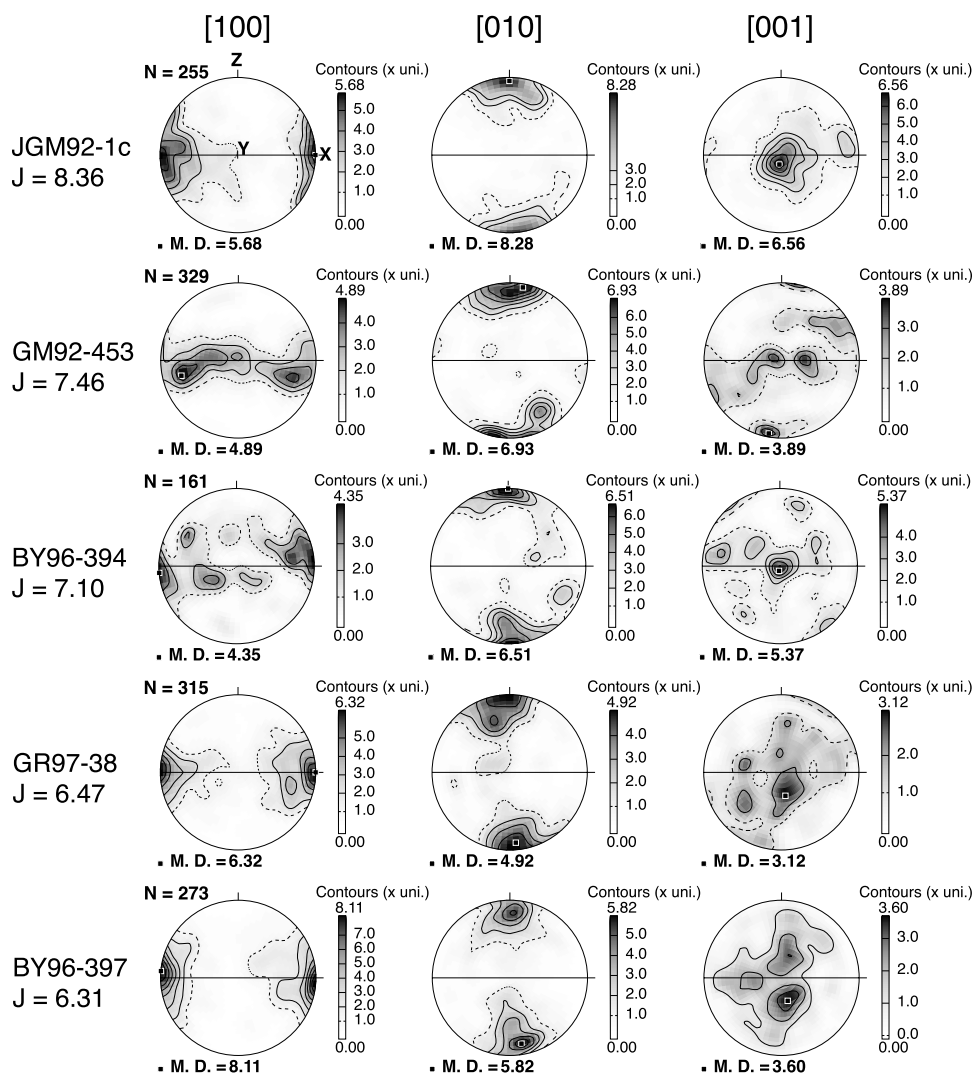 [100] [010] [001]
Z
N = 255 Contours (x uni.) Contours (x uni.) Contours (x uni.)
5.68 8.28 6.56
5.0 6.0
4.0 5.0
JGM92-1c Y X 3.0 3.0 4.0
J = 8.36 2.0 2.0 3.0
1.0 1.0 2.0
1.0
0.00 0.00 0.00
M. D. = 5.68 M. D. = 8.28 M. D. = 6.56
N = 329 Contours (x uni.) Contours (x uni.) Contours (x uni.)
4.89 6.93 3.89
4.0 6.0 3.0
GM92-453 3.0 5.0 2.0
J = 7.46 2.0 4.0 1.0
1.0 3.0
2.0
1.0
0.00 0.00 0.00
M. D. = 4.89 M. D. = 6.93 M. D. = 3.89
N = 161 Contours (x uni.) Contours (x uni.) Contours (x uni.)
4.35 6.51 5.37
3.0 5.0 4.0
BY96-394 2.0 4.0 3.0
J = 7.10 1.0 3.0 2.0
2.0 1.0
1.0
0.00 0.00 0.00
M. D. = 4.35 M. D. = 6.51 M. D. = 5.37
N = 315 Contours (x uni.) Contours (x uni.) Contours (x uni.)
6.32 4.92 3.12
5.0 4.0 2.0
GR97-38 4.0 3.0 1.0
J = 6.47 3.0 2.0
2.0 1.0
1.0
0.00 0.00 0.00
M. D. = 6.32 M. D. = 4.92 M. D. = 3.12
N = 273 Contours (x uni.) Contours (x uni.) Contours (x uni.)
8.11 5.82 3.60
7.0 5.0 3.0
6.0 4.0 2.0
BY96-397 5.0 3.0 1.0
J = 6.31 4.0 2.0 0.0
3.0 1.0
2.0
1.0
0.00 0.00 0.00
M. D. = 8.11 M. D. = 5.82 M. D. = 3.60